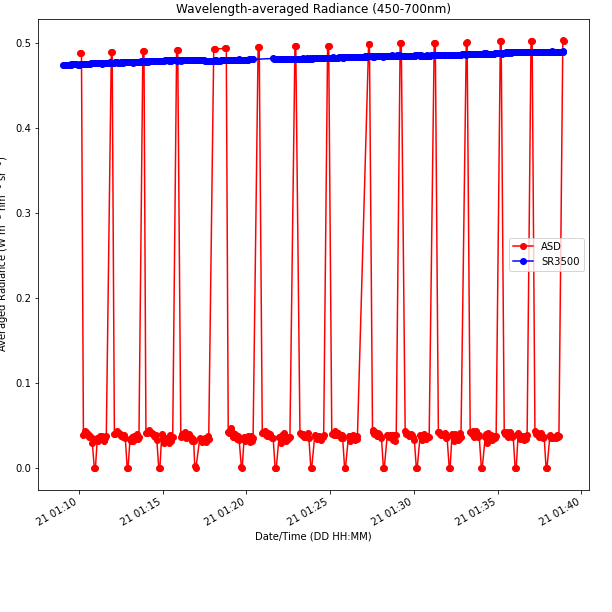 Wavelength-averaged Radiance (450-700nm)
0.5
0.4
0.3
0.2
0.1
0.0
Averaged Radiance (W m⁻² nm⁻¹ sr⁻¹)
ASD
SR3500
21 01:10
21 01:15
21 01:20
21 01:25
21 01:30
21 01:35
21 01:40
Date/Time (DD HH:MM)